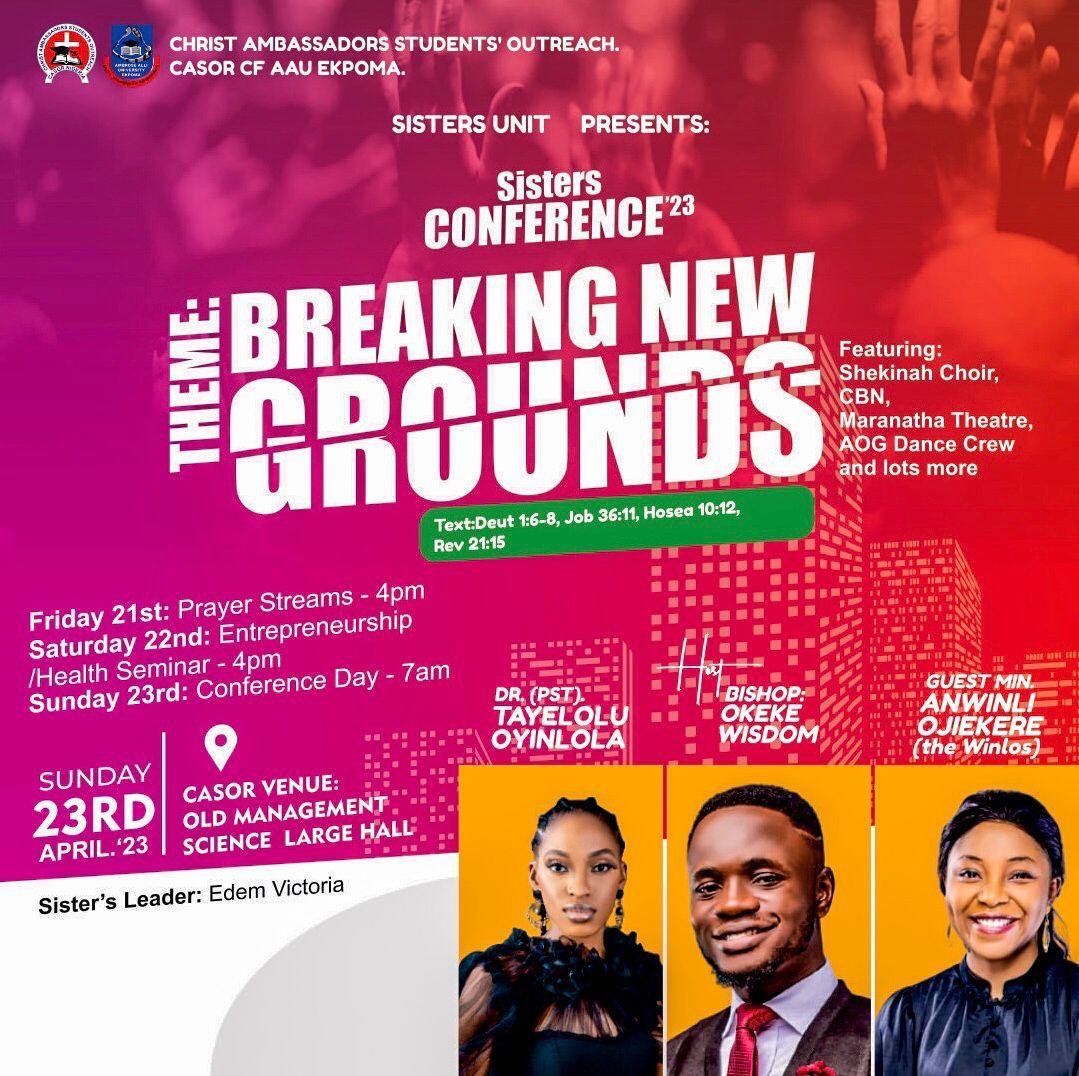 CHRIST AMBASSADORS STUDENTS' OUTREACH.
CASOR CF AAU EKPOMA.
AMBROSE ALLI
UNIVERSITY
EKPOMA
SISTERS UNIT PRESENTS:
Sisters
CONFERENCE'23
THEME:
BREAKING NEW
GROUNDS
Featuring:
Shekinah Choir,
CBN,
Maranatha Theatre,
AOG Dance Crew
and lots more
Text:Deut 1:6-8, Job 36:11, Hosea 10:12,
Rev 21:15
Friday 21st: Prayer Streams - 4pm
Saturday 22nd: Entrepreneurship
/Health Seminar - 4pm
Sunday 23rd: Conference Day - 7am
SUNDAY
23RD
APRIL.'23
CASOR VENUE:
OLD MANAGEMENT
SCIENCE LARGE HALL
DR. (PST).
TAYELOLU
OYINLOLA
Host
BISHOP:
OKEKE
WISDOM
GUEST MIN.
ANWINLI
OJIEKERE
(the Winlos)
Sister's Leader: Edem Victoria